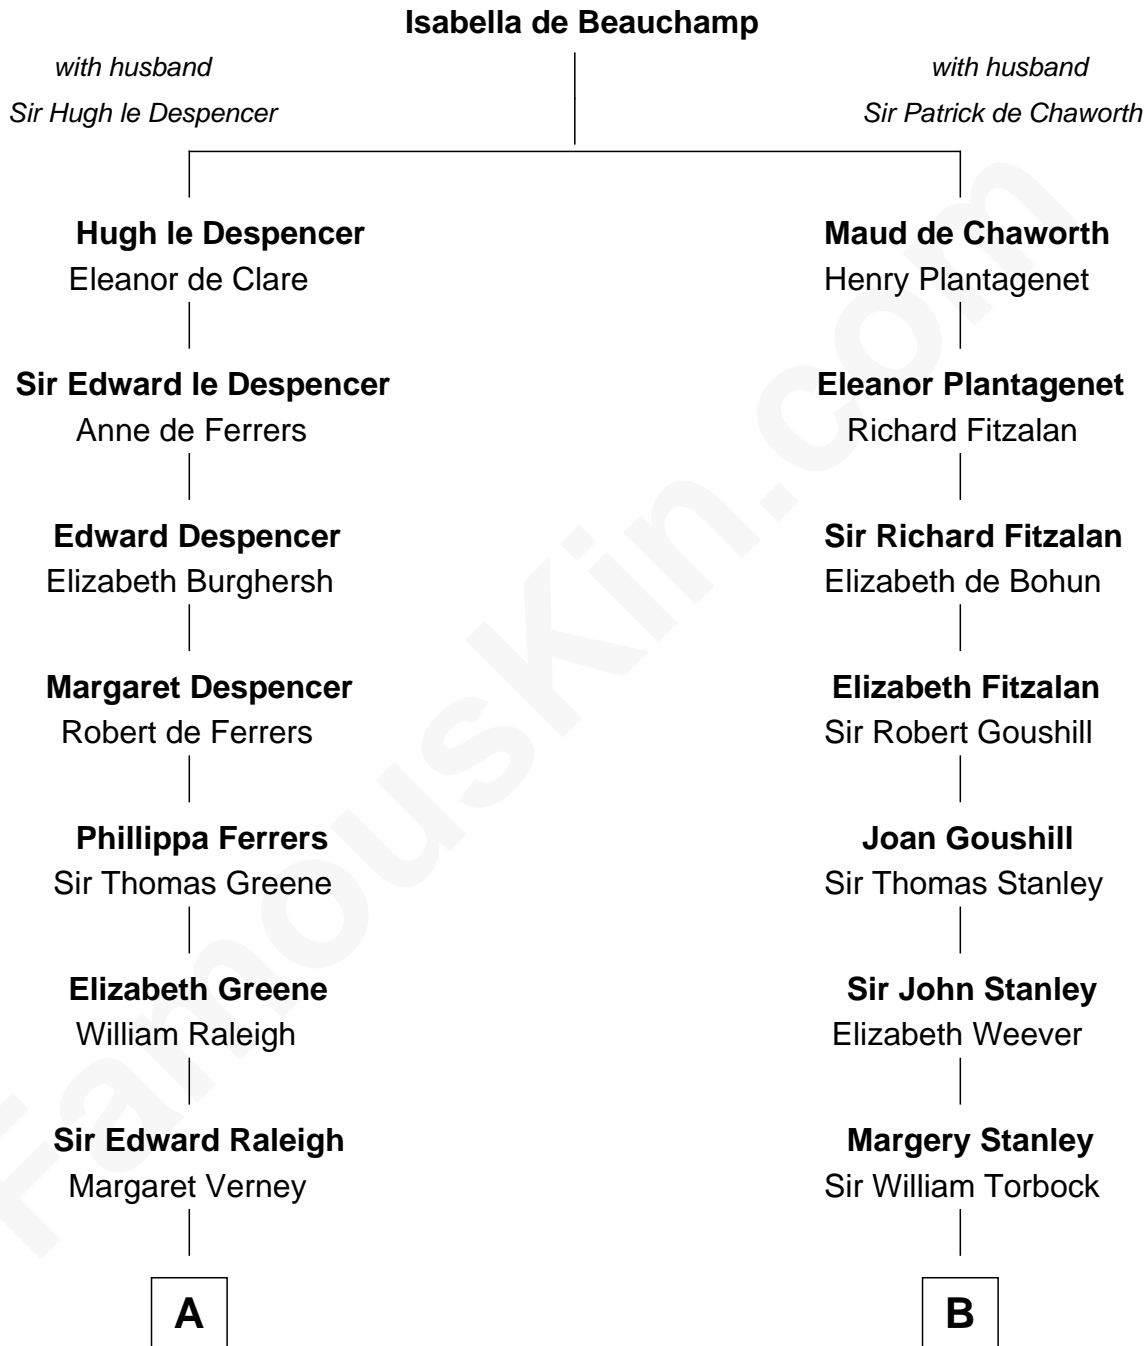 Isabella de Beauchamp
with husband
Sir Hugh le Despencer
with husband
Sir Patrick de Chaworth
Hugh le Despencer
Eleanor de Clare
Maud de Chaworth
Henry Plantagenet
Sir Edward le Despencer
Anne de Ferrers
Eleanor Plantagenet
Richard Fitzalan
Edward Despencer
Elizabeth Burghersh
Sir Richard Fitzalan
Elizabeth de Bohun
Margaret Despencer
Robert de Ferrers
Elizabeth Fitzalan
Sir Robert Goushill
Phillippa Ferrers
Sir Thomas Greene
Joan Goushill
Sir Thomas Stanley
Elizabeth Greene
William Raleigh
Sir John Stanley
Elizabeth Weever
Sir Edward Raleigh
Margaret Verney
Margery Stanley
Sir William Torbock
A
B
FamousKin.com